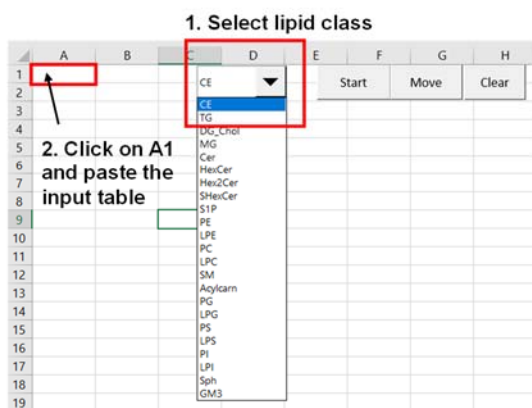 1. Select lipid class
A B C D E F G H
1
2
3
4
5
6
7
8
9
10
11
12
13
14
15
16
17
18
19
CE
Start
Move
Clear
CE
TG
DG_Chol
MG
Cer
HexCer
Hex2Cer
SHexCer
S1P
PE
LPE
PC
LPC
SM
Acylcarn
PG
LPG
PS
LPS
PI
LPI
Sph
GM3
2. Click on A1
and paste the
input table